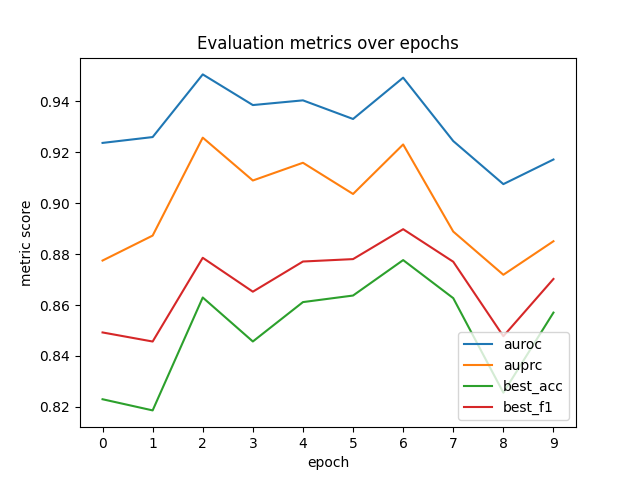 Evaluation metrics over epochs
metric score
0.94
0.92
0.90
0.88
0.86
0.84
0.82
auroc
auprc
best_acc
best_f1
0 1 2 3 4 5 6 7 8 9
epoch